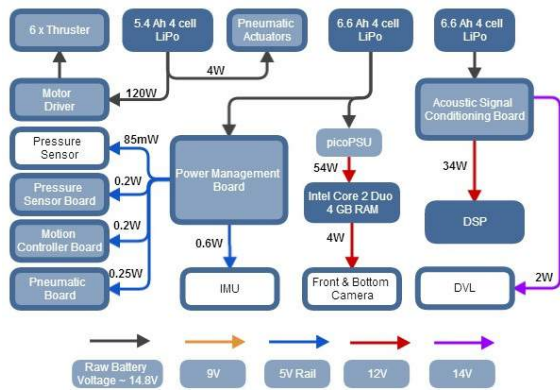 6 x Thruster
5.4 Ah 4 cell
LiPo
Pneumatic
Actuators
6.6 Ah 4 cell
LiPo
6.6 Ah 4 cell
LiPo
4W
120W
Motor
Driver
Acoustic Signal
Conditioning Board
Pressure
Sensor
85mW
picoPSU
54W
34W
Pressure
Sensor Board
0.2W
Power Management
Board
Intel Core 2 Duo
4 GB RAM
DSP
Motion
Controller Board
0.2W
0.6W
4W
Pneumatic
Board
0.25W
IMU
Front & Bottom
Camera
DVL
2W
Raw Battery
Voltage ~ 14.8V
9V
5V Rail
12V
14V